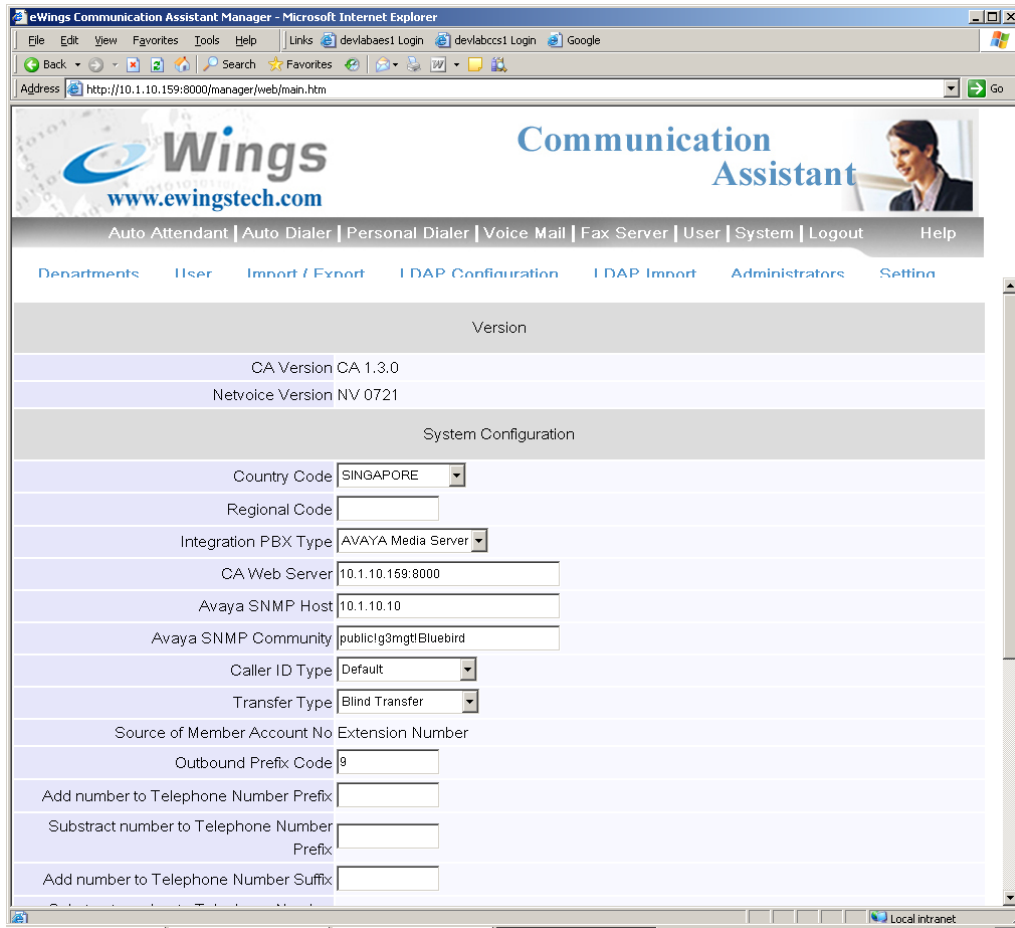 eWings Communication Assistant Manager - Microsoft Internet Explorer
File Edit View Favorites Tools Help Links devlabaes1 Login devlabccs1 Login Google
Back Search Favorites
Address http://10.1.10.159:8000/manager/web/main.htm Go
eWings
www.ewingstech.com
Communication
Assistant
Auto Attendant | Auto Dialer | Personal Dialer | Voice Mail | Fax Server | User | System | Logout Help
Departments User Import / Export LDAP Configuration LDAP Import Administrators Setting
Version
CA Version CA 1.3.0
Netvoice Version NV 0721
System Configuration
Country Code SINGAPORE
Regional Code
Integration PBX Type AVAYA Media Server
CA Web Server 10.1.10.159:8000
Avaya SNMP Host 10.1.10.10
Avaya SNMP Community public!g3mgt!Bluebird
Caller ID Type Default
Transfer Type Blind Transfer
Source of Member Account No Extension Number
Outbound Prefix Code 9
Add number to Telephone Number Prefix
Substract number to Telephone Number
Prefix
Add number to Telephone Number Suffix
Local intranet